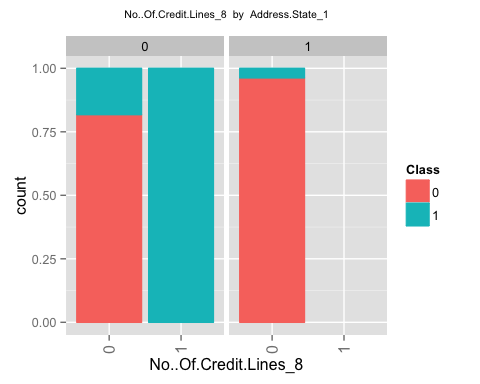 No..Of.Credit.Lines_8 by Address.State_1
0 1
1.00
0.75
0.50
0.25
0.00
count
0 1 0 1
No..Of.Credit.Lines_8
Class
0
1